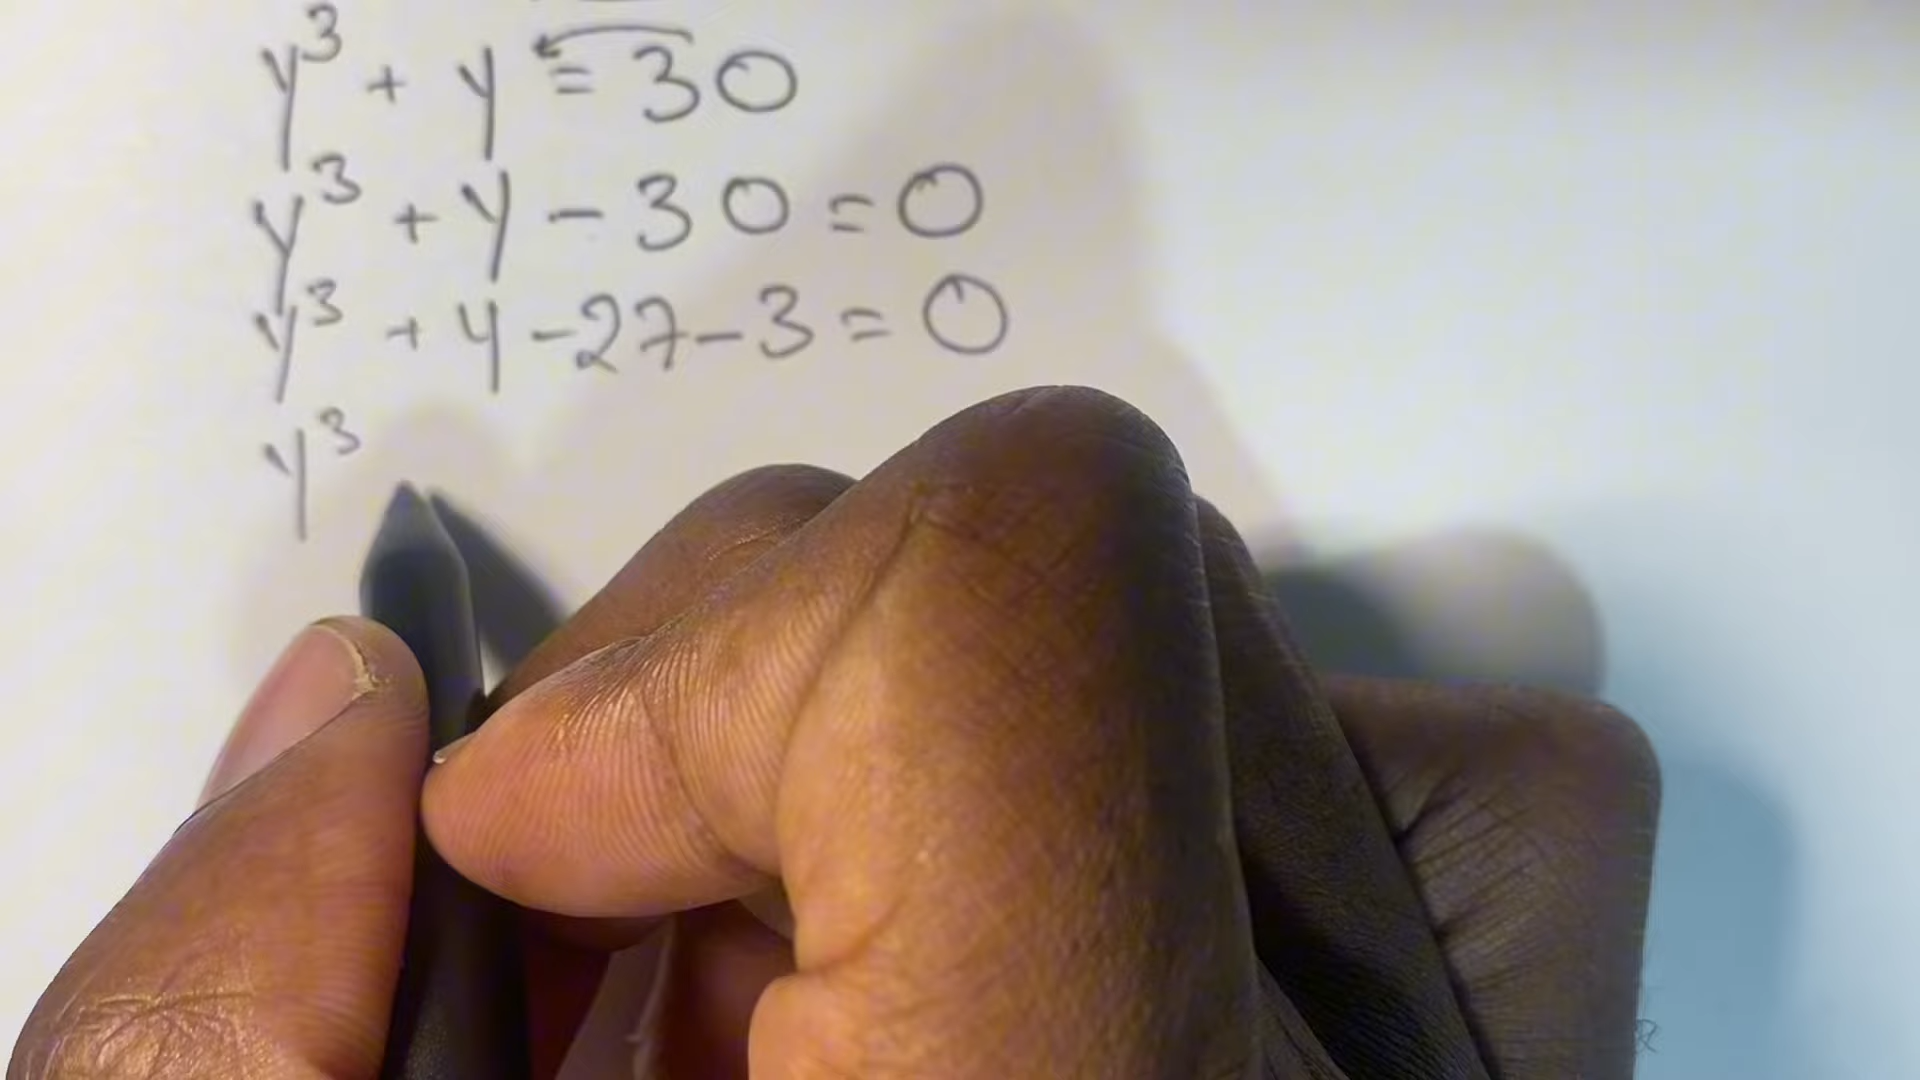 y³ + y = 30
y³ + y - 30 = 0
y³ + y - 27 - 3 = 0
y³